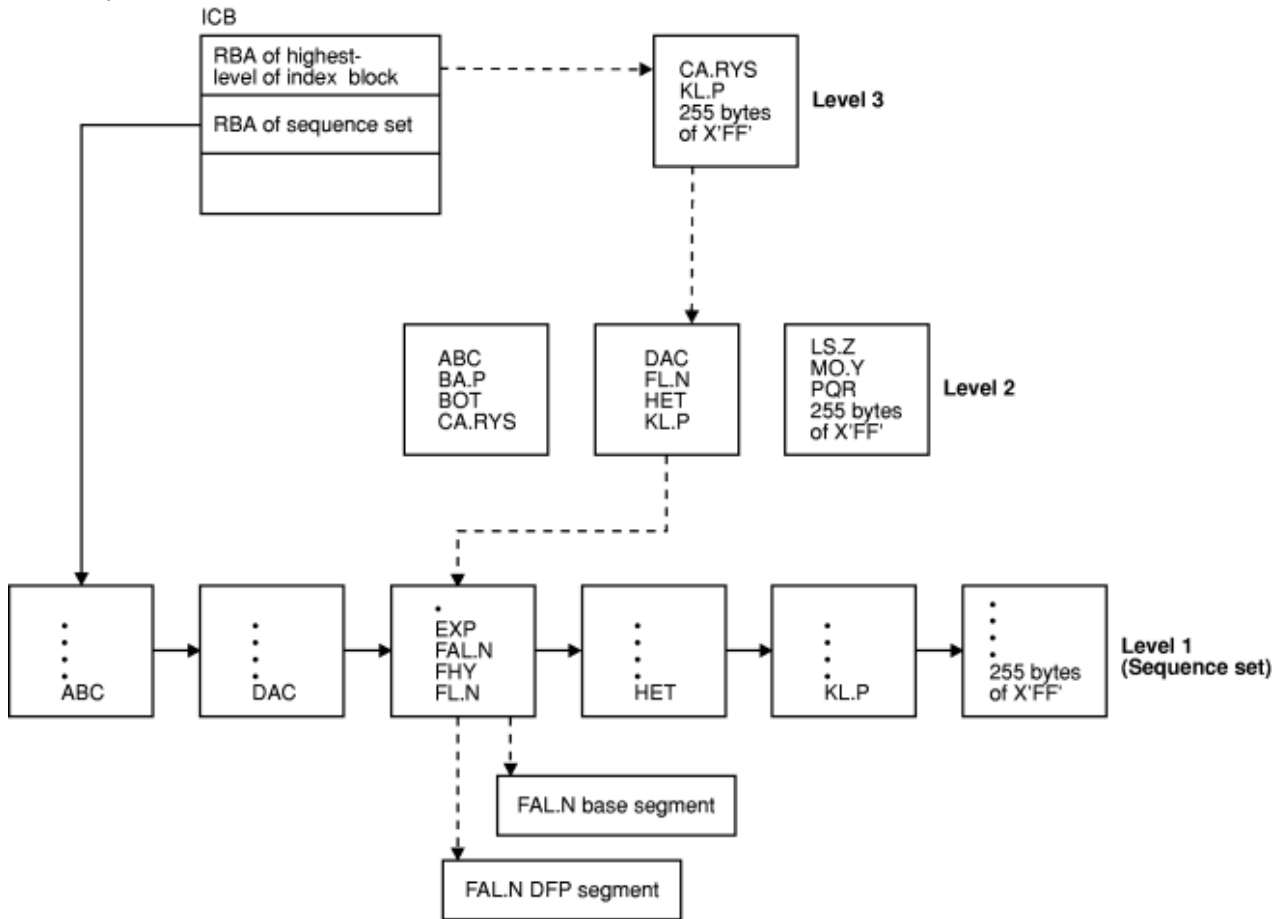 ICB
RBA of highest-
level of index block
RBA of sequence set
CA.RYS
KL.P
255 bytes
of X'FF'
Level 3
ABC
BA.P
BOT
CA.RYS
DAC
FL.N
HET
KL.P
LS.Z
MO.Y
PQR
255 bytes
of X'FF'
Level 2
ABC
DAC
EXP
FAL.N
FHY
FL.N
HET
KL.P
255 bytes
of X'FF'
Level 1
(Sequence set)
FAL.N base segment
FAL.N DFP segment